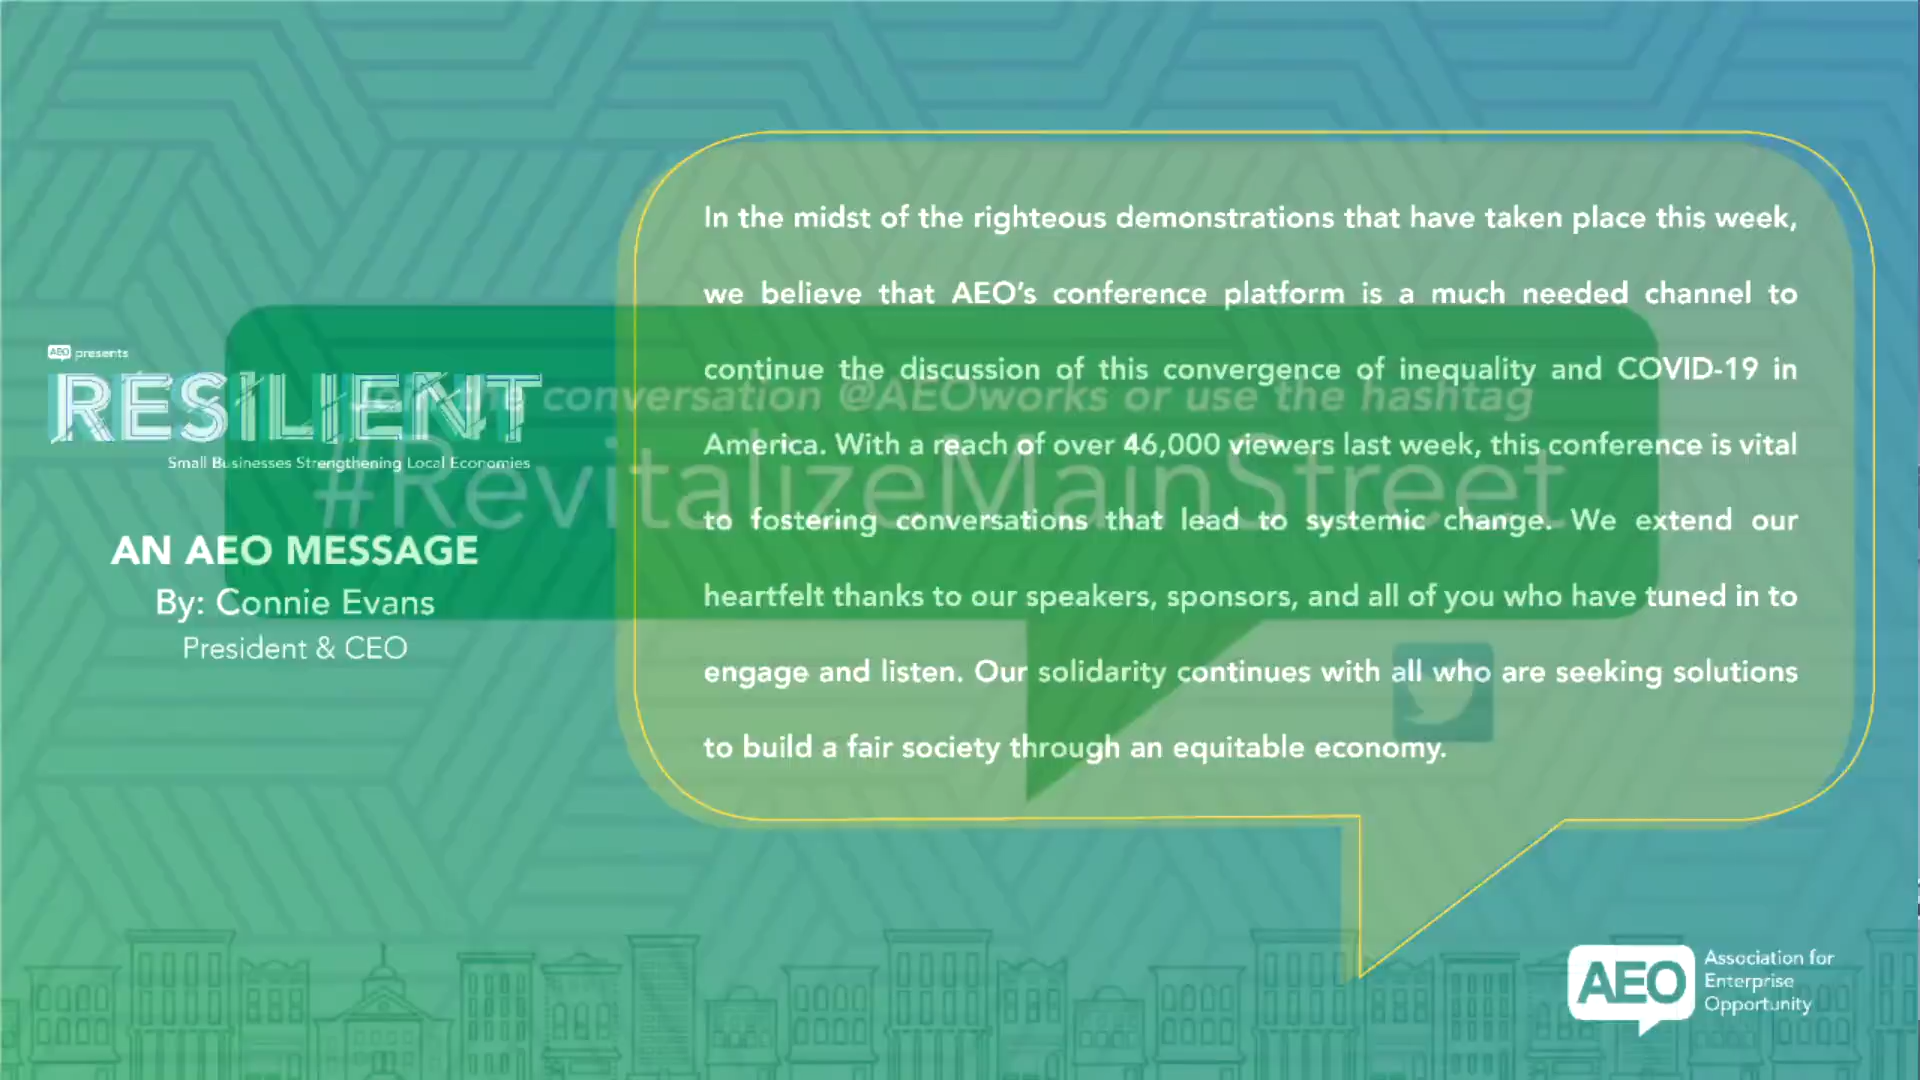 AEO presents
RESILIENT
Small Businesses Strengthening Local Economies
AN AEO MESSAGE
By: Connie Evans
President & CEO
In the midst of the righteous demonstrations that have taken place this week,
we believe that AEO's conference platform is a much needed channel to
continue the discussion of this convergence of inequality and COVID-19 in
America. With a reach of over 46,000 viewers last week, this conference is vital
to fostering conversations that lead to systemic change. We extend our
heartfelt thanks to our speakers, sponsors, and all of you who have tuned in to
engage and listen. Our solidarity continues with all who are seeking solutions
to build a fair society through an equitable economy.
conversation @AEOworks or use the hashtag
#RevitalizeMainStreet
AEO
Association for
Enterprise
Opportunity